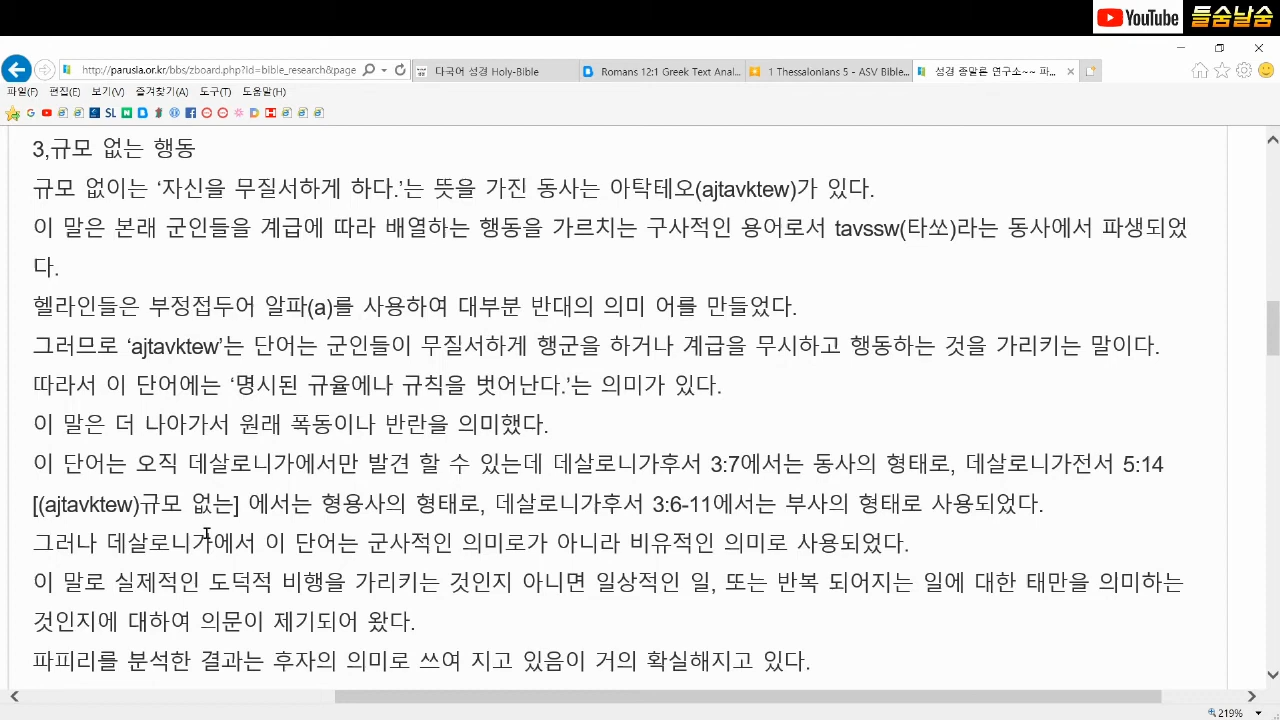 YouTube 들숨날숨
http://parusia.or.kr/bbs/zboard.php?id=bible_research&page
다국어 성경 Holy-Bible
Romans 12:1 Greek Text Anal...
1 Thessalonians 5 - ASV Bible...
성경 종말론 연구소~~ 파...
파일(F) 편집(E) 보기(V) 즐겨찾기(A) 도구(T) 도움말(H)
3,규모 없는 행동
규모 없이는 ‘자신을 무질서하게 하다.’는 뜻을 가진 동사는 아탁테오(ajtavktew)가 있다.
이 말은 본래 군인들을 계급에 따라 배열하는 행동을 가르치는 구사적인 용어로서 tavssw(타쏘)라는 동사에서 파생되었
다.
헬라인들은 부정접두어 알파(a)를 사용하여 대부분 반대의 의미 어를 만들었다.
그러므로 ‘ajtavktew’는 단어는 군인들이 무질서하게 행군을 하거나 계급을 무시하고 행동하는 것을 가리키는 말이다.
따라서 이 단어에는 ‘명시된 규율에나 규칙을 벗어난다.’는 의미가 있다.
이 말은 더 나아가서 원래 폭동이나 반란을 의미했다.
이 단어는 오직 데살로니가에서만 발견 할 수 있는데 데살로니가후서 3:7에서는 동사의 형태로, 데살로니가전서 5:14
[(ajtavktew)규모 없는] 에서는 형용사의 형태로, 데살로니가후서 3:6-11에서는 부사의 형태로 사용되었다.
그러나 데살로니가에서 이 단어는 군사적인 의미로가 아니라 비유적인 의미로 사용되었다.
이 말로 실제적인 도덕적 비행을 가리키는 것인지 아니면 일상적인 일, 또는 반복 되어지는 일에 대한 태만을 의미하는
것인지에 대하여 의문이 제기되어 왔다.
파피리를 분석한 결과는 후자의 의미로 쓰여 지고 있음이 거의 확실해지고 있다.
219%